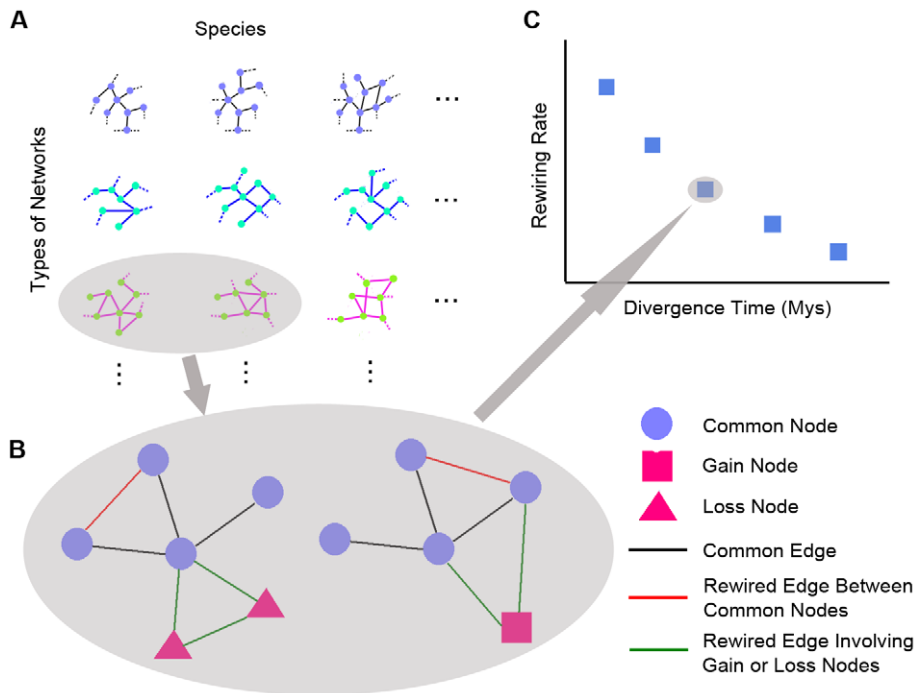 A
Species
Types of Networks
...
...
...
⋮
⋮
⋮
B
C
Rewiring Rate
Divergence Time (Mys)
Common Node
Gain Node
Loss Node
Common Edge
Rewired Edge Between
Common Nodes
Rewired Edge Involving
Gain or Loss Nodes